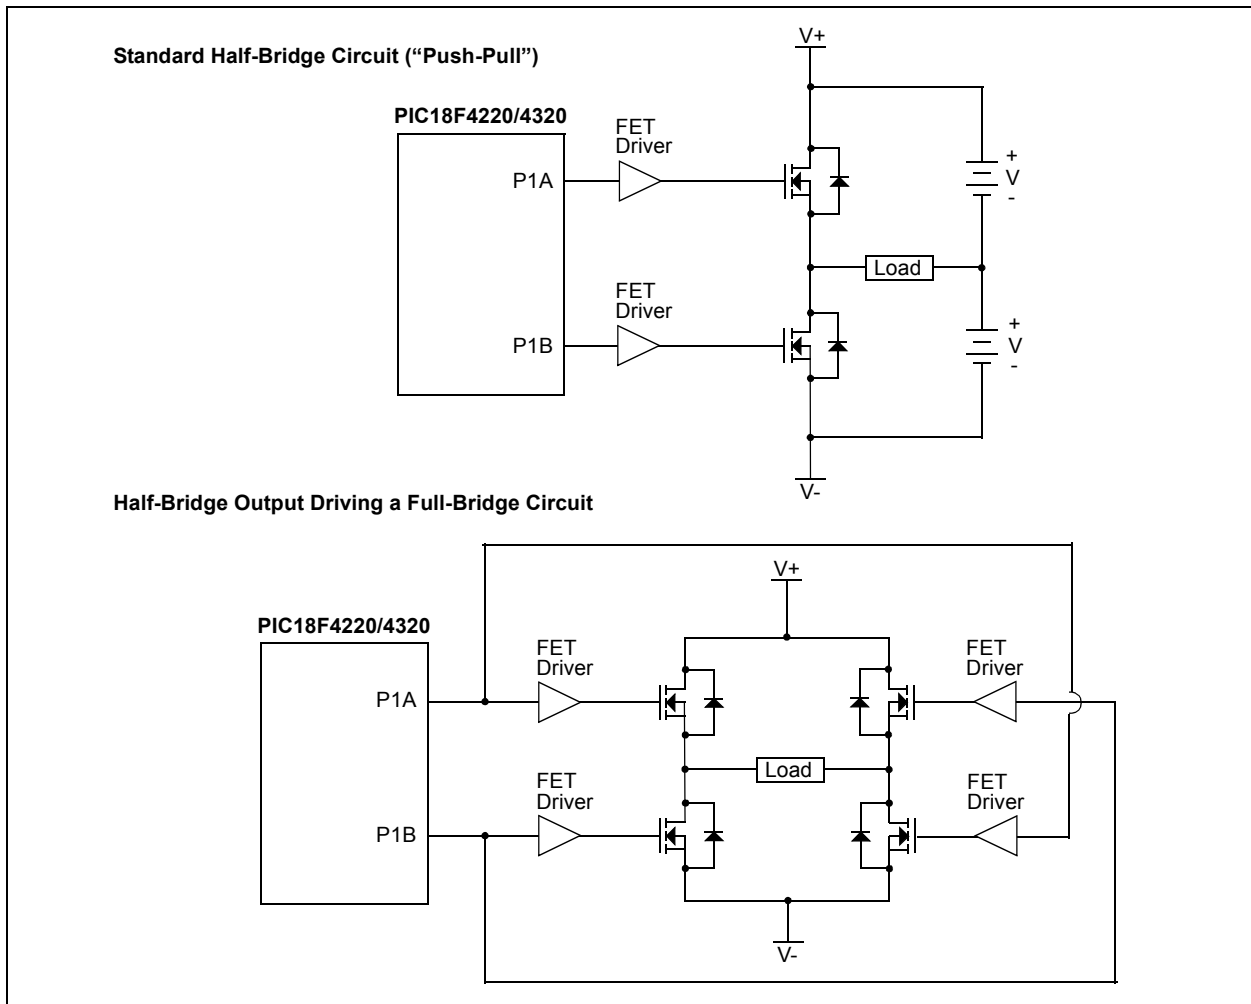 Standard Half-Bridge Circuit (“Push-Pull”)
V+
PIC18F4220/4320
FET
Driver
P1A
+
V
-
Load
FET
Driver
P1B
+
V
-
V-
Half-Bridge Output Driving a Full-Bridge Circuit
V+
PIC18F4220/4320
FET
Driver
FET
Driver
P1A
Load
FET
Driver
FET
Driver
P1B
V-